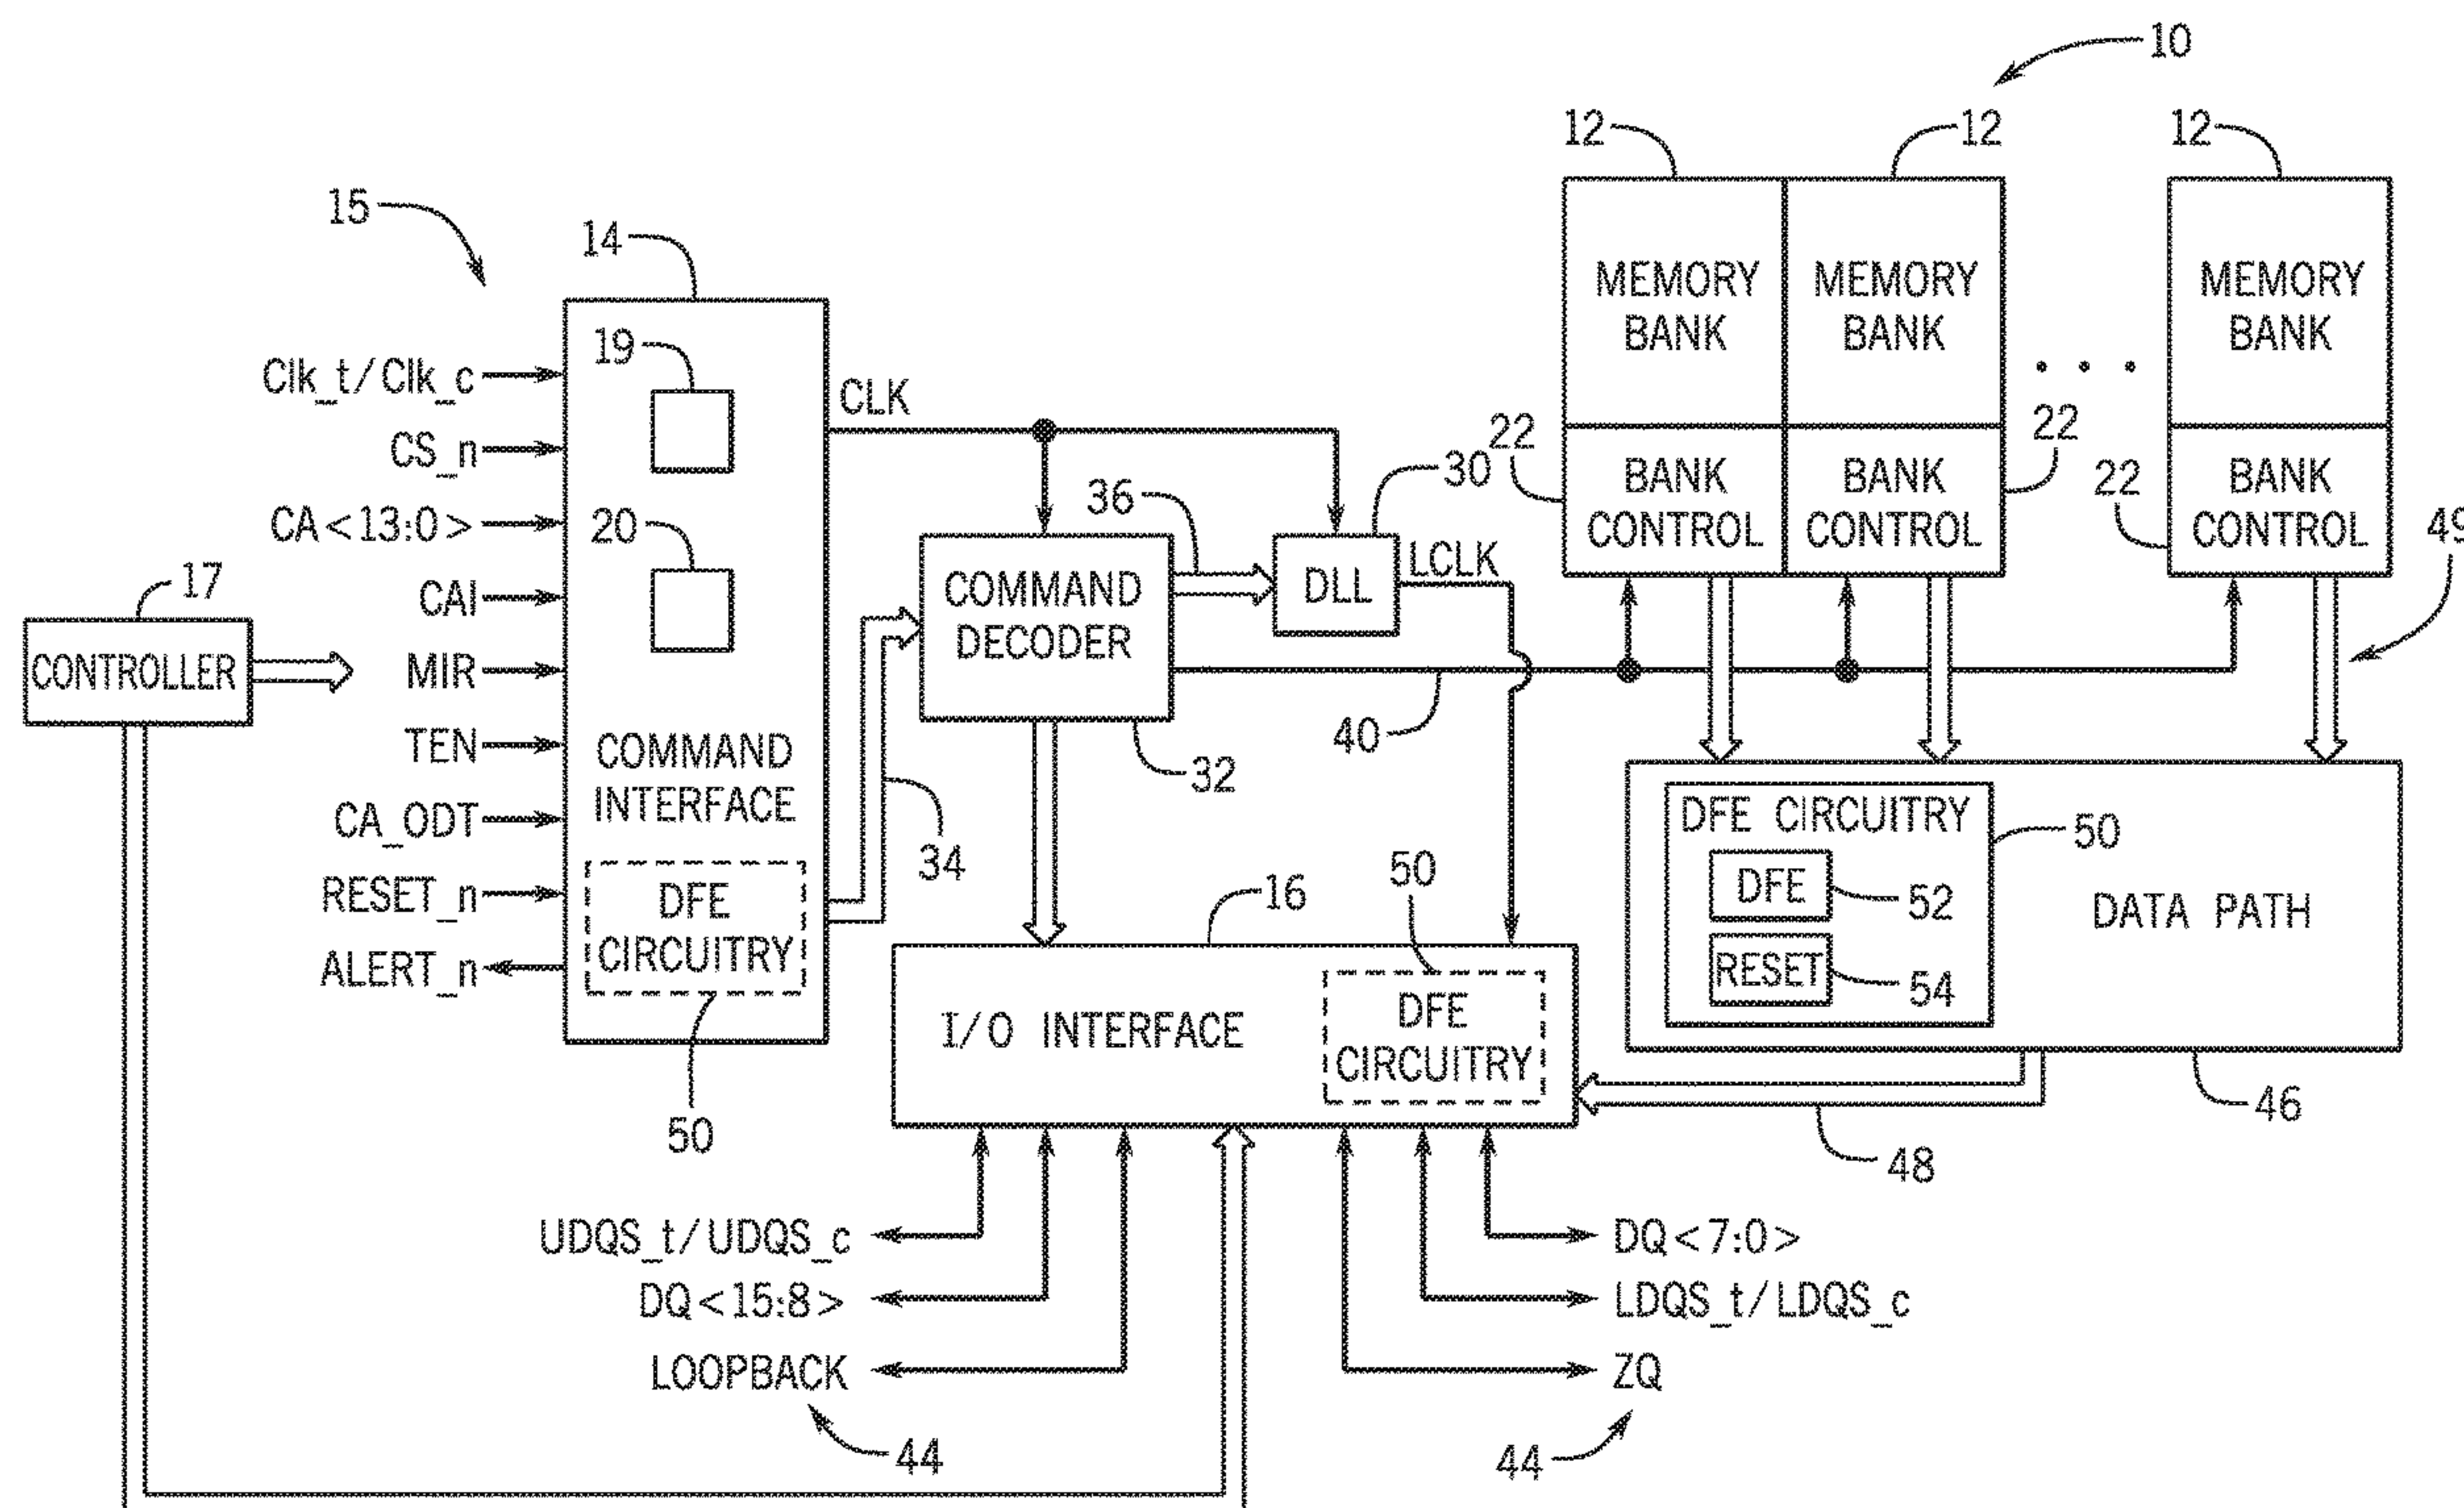 10
12
12
12
15
14
MEMORY
BANK
MEMORY
BANK
MEMORY
BANK
19
Clk_t/Clk_c
CLK
CS_n
22
22
22
BANK
CONTROL
BANK
CONTROL
BANK
CONTROL
30
36
49
CA<13:0>
20
COMMAND
DECODER
DLL
LCLK
17
CAI
CONTROLLER
MIR
TEN
COMMAND
INTERFACE
40
32
CA_ODT
34
DFE CIRCUITRY
50
DFE
52
RESET
54
DATA PATH
RESET_n
DFE
CIRCUITRY
50
16
50
ALERT_n
I/O INTERFACE
DFE
CIRCUITRY
46
48
UDQS_t/UDQS_c
DQ<7:0>
DQ<15:8>
LDQS_t/LDQS_c
LOOPBACK
ZQ
44
44